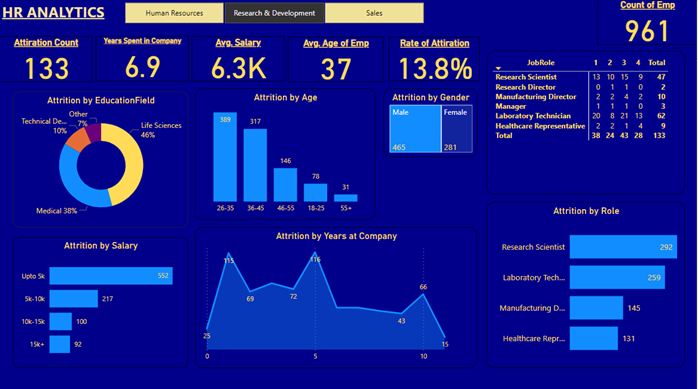 HR ANALYTICS
Human Resources
Research & Development
Sales
Count of Emp
961
Attiration Count
133
Years Spent in Company
6.9
Avg. Salary
6.3K
Avg. Age of Emp
37
Rate of Attiration
13.8%
JobRole 1 2 3 4 Total
Research Scientist 13 10 15 9 47
Research Director 0 1 1 0 2
Manufacturing Director 2 2 4 2 10
Manager 1 1 1 0 3
Laboratory Technician 20 8 21 13 62
Healthcare Representative 2 2 1 4 9
Total 38 24 43 28 133
Attrition by EducationField
Other
7%
Technical De...
10%
Life Sciences
46%
Medical 38%
Attrition by Age
389
317
146
78
31
26-35 36-45 46-55 18-25 55+
Attrition by Gender
Male Female
465 281
Attrition by Salary
Upto 5k 552
5k-10k 217
10k-15k 100
15k+ 92
Attrition by Years at Company
25
115
69
72
116
43
66
15
0 5 10
Attrition by Role
Research Scientist 292
Laboratory Tech... 259
Manufacturing D... 145
Healthcare Repr... 131